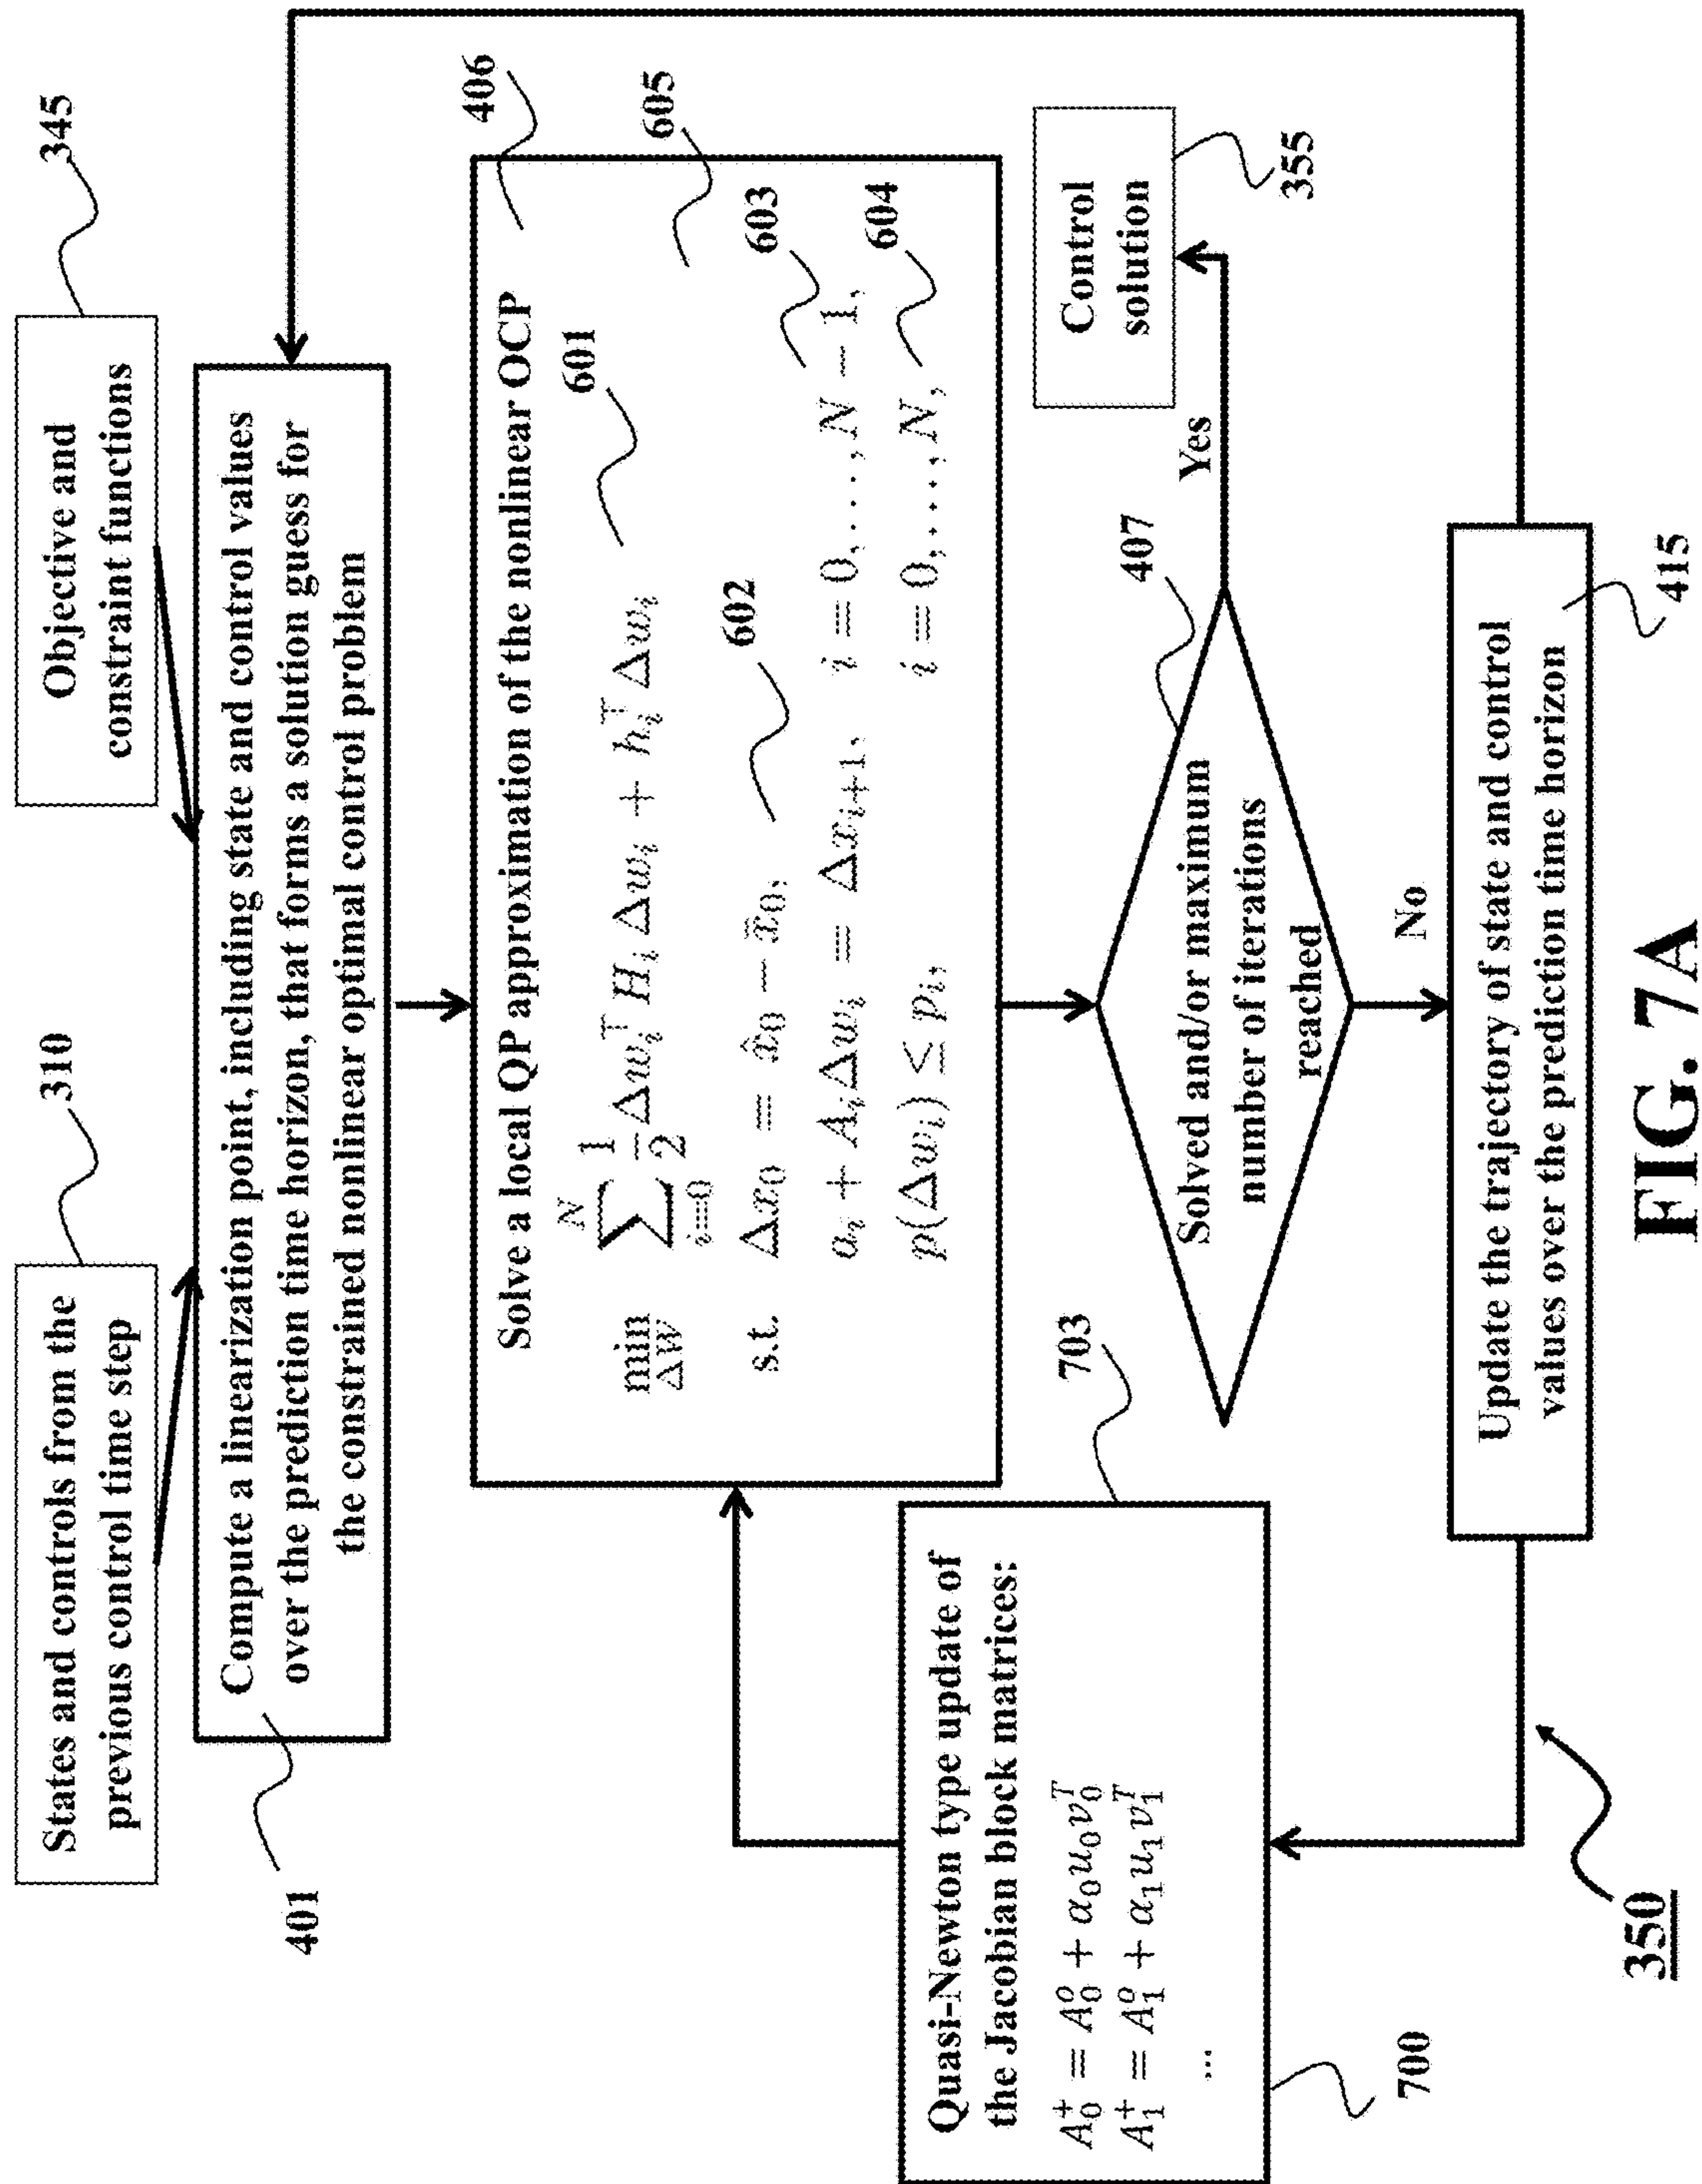 States and controls from the
previous control time step
310
Objective and
constraint functions
345
401
Compute a linearization point, including state and control values
over the prediction time horizon, that forms a solution guess for
the constrained nonlinear optimal control problem
406
Solve a local QP approximation of the nonlinear OCP
605
601
min_{ΔW} \sum_{i=0}^{N} \frac{1}{2} Δw_i^⊤ H_i Δw_i + h_i^⊤ Δw_i
602
s.t. Δx_0 = \hat{x}_0 − \bar{x}_0,
603
a_i + A_i Δw_i = Δx_{i+1}, i = 0, . . . , N − 1,
604
p(Δw_i) ≤ p_i, i = 0, . . . , N,
703
Quasi-Newton type update of
the Jacobian block matrices:
A_0^+ = A_0^o + α_0 u_0 v_0^T
A_1^+ = A_1^o + α_1 u_1 v_1^T
...
700
407
Solved and/or maximum
number of iterations
reached
Yes
Control
solution
355
No
Update the trajectory of state and control
values over the prediction time horizon
415
350
FIG. 7A